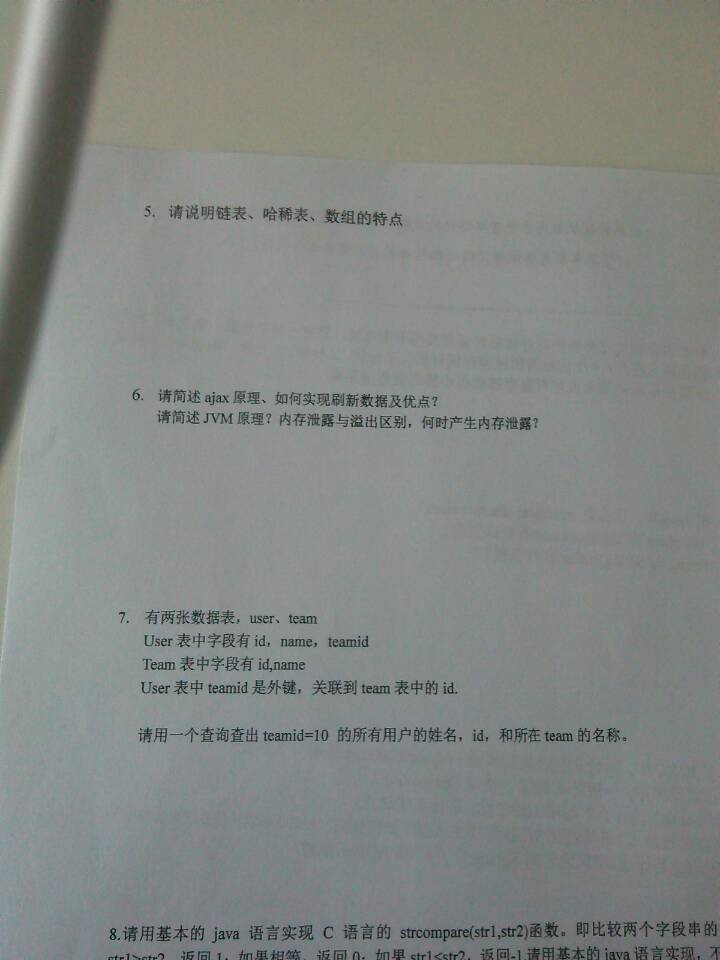 5. 请说明链表、哈稀表、数组的特点
6. 请简述 ajax 原理、如何实现刷新数据及优点？
请简述 JVM 原理？内存泄露与溢出区别，何时产生内存泄露？
7. 有两张数据表，user、team
User 表中字段有 id，name，teamid
Team 表中字段有 id,name
User 表中 teamid 是外键，关联到 team 表中的 id.
请用一个查询查出 teamid=10 的所有用户的姓名，id，和所在 team 的名称。
8.请用基本的 java 语言实现 C 语言的 strcompare(str1,str2)函数。即比较两个字段串的
str1>str2，返回 1；如果相等，返回 0；如果 str1<str2，返回-1.请用基本的 java 语言实现，不